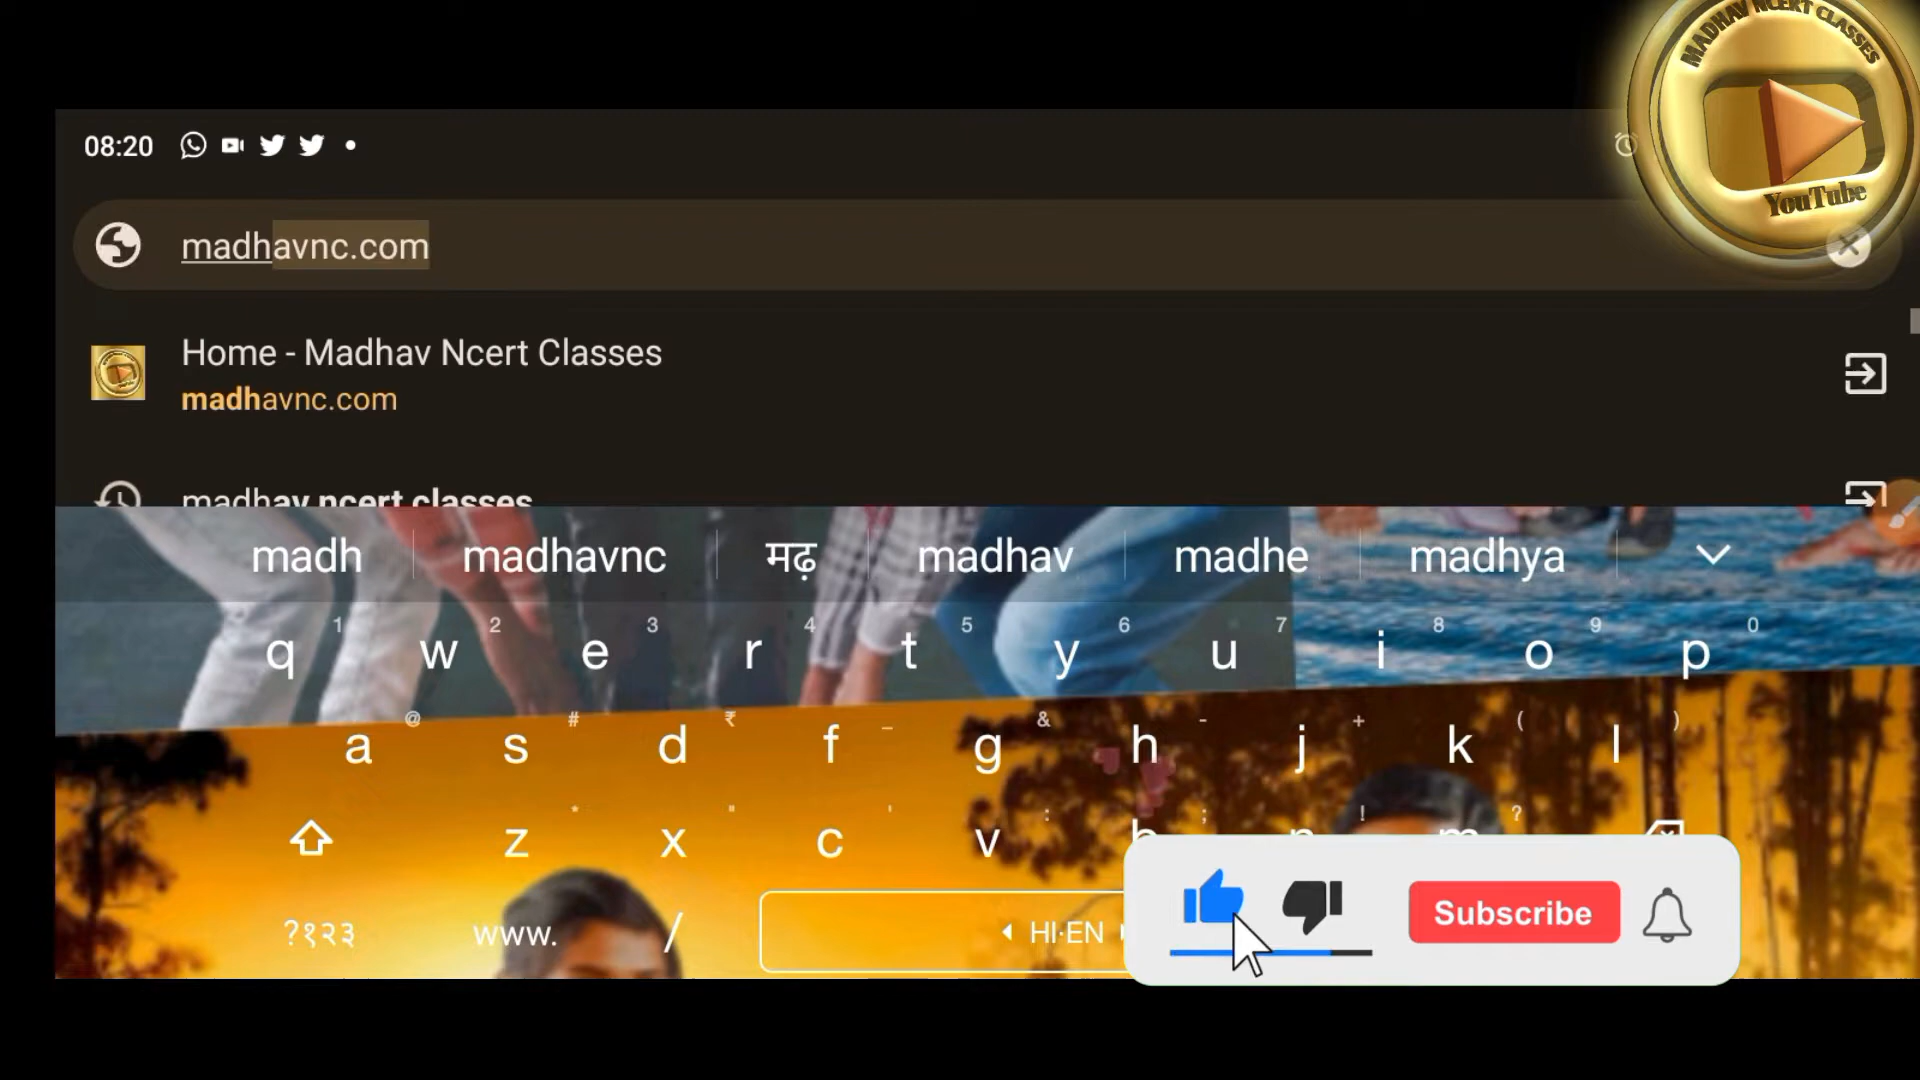 MADHAV NCERT CLASSES
YouTube
08:20
madhavnc.com
Home - Madhav Ncert Classes
madhavnc.com
madhav ncert classes
madh madhavnc मढ़ madhav madhe madhya
1 2 3 4 5 6 7 8 9 0
q w e r t y u i o p
@ # ₹ _ & - + ( )
a s d f g h j k l
* " ' : ; ! ?
z x c v b n m
?१२३ www. / HI·EN
Subscribe